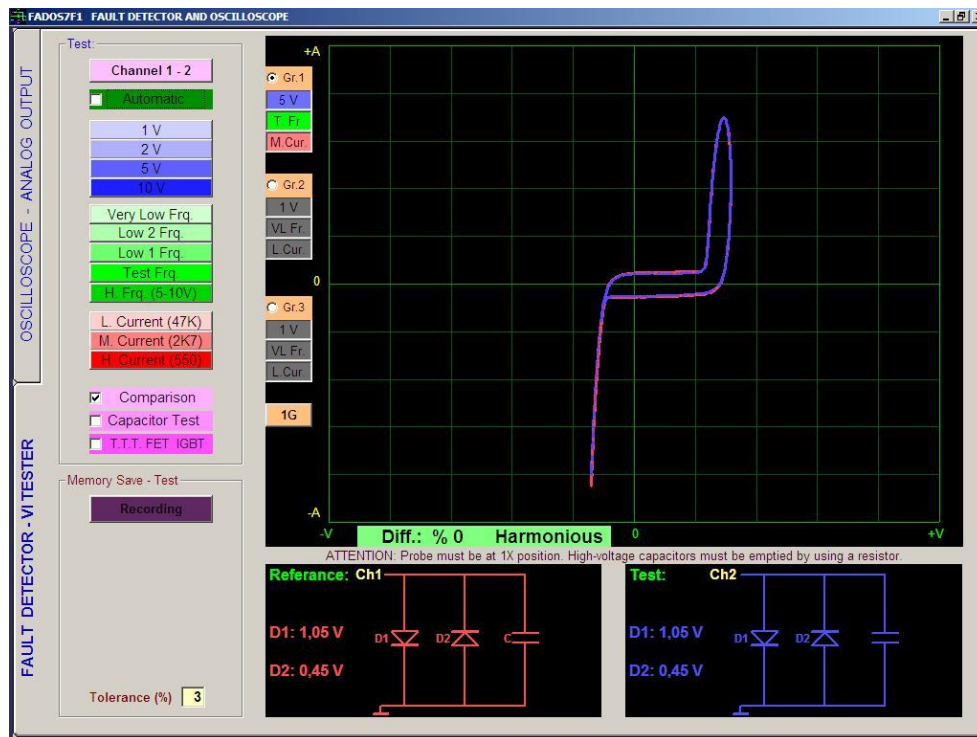 FADOS7F1 FAULT DETECTOR AND OSCILLOSCOPE
OSCILLOSCOPE - ANALOG OUTPUT
FAULT DETECTOR - VI TESTER
Test:
Channel 1 - 2
Automatic
1 V
2 V
5 V
10 V
Very Low Frq.
Low 2 Frq.
Low 1 Frq.
Test Frq.
H. Frq. (5-10V)
L. Current (47K)
M. Current (2K7)
H. Current (550)
Comparison
Capacitor Test
T.T.T. FET IGBT
Memory Save - Test
Recording
Tolerance (%) 3
+A
Gr.1
5 V
T. Fr.
M.Cur.
Gr.2
1 V
VL Fr.
L.Cur.
0
Gr.3
1 V
VL Fr.
L.Cur.
1G
-A
-V
Diff.: % 0 Harmonious
0
+V
ATTENTION: Probe must be at 1X position. High-voltage capacitors must be emptied by using a resistor.
Referance: Ch1
D1: 1,05 V
D2: 0,45 V
D1
D2
C
Test: Ch2
D1: 1,05 V
D2: 0,45 V
D1
D2